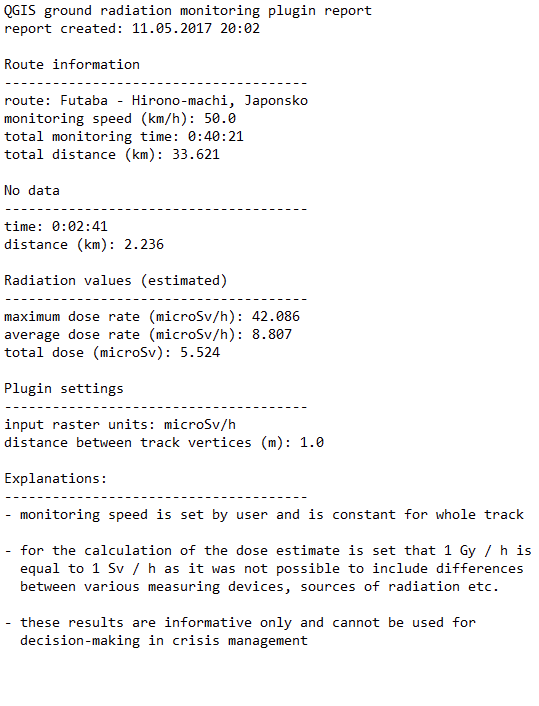 QGIS ground radiation monitoring plugin report
report created: 11.05.2017 20:02
Route information
--------------------------------------
route: Futaba - Hirono-machi, Japonsko
monitoring speed (km/h): 50.0
total monitoring time: 0:40:21
total distance (km): 33.621
No data
--------------------------------------
time: 0:02:41
distance (km): 2.236
Radiation values (estimated)
--------------------------------------
maximum dose rate (microSv/h): 42.086
average dose rate (microSv/h): 8.807
total dose (microSv): 5.524
Plugin settings
--------------------------------------
input raster units: microSv/h
distance between track vertices (m): 1.0
Explanations:
--------------------------------------
- monitoring speed is set by user and is constant for whole track
- for the calculation of the dose estimate is set that 1 Gy / h is
equal to 1 Sv / h as it was not possible to include differences
between various measuring devices, sources of radiation etc.
- these results are informative only and cannot be used for
decision-making in crisis management